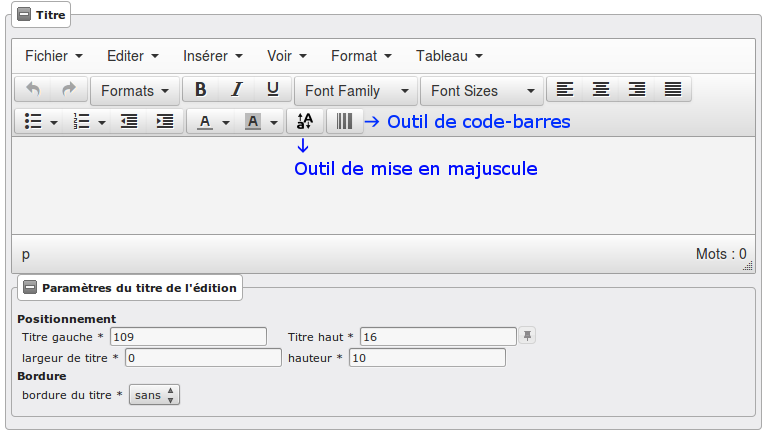 Titre
Fichier Editer Insérer Voir Format Tableau
Formats B I U Font Family Font Sizes
A A Outil de code-barres
Outil de mise en majuscule
p Mots : 0
Paramètres du titre de l'édition
Positionnement
Titre gauche * 109 Titre haut * 16
largeur de titre * 0 hauteur * 10
Bordure
bordure du titre * sans